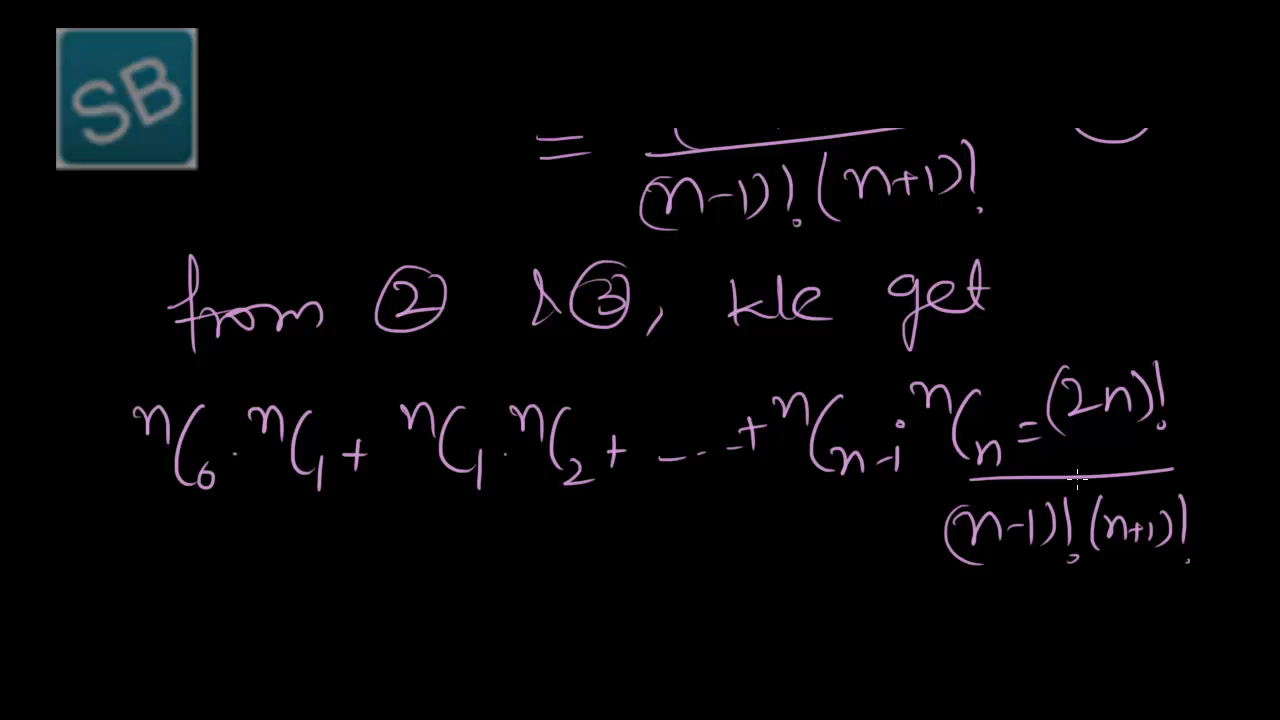 SB
= (n-1)! (n+1)!
from ② & ③, we get
ⁿC₀ · ⁿC₁ + ⁿC₁ · ⁿC₂ + - - - + ⁿCₙ₋₁ ⁿCₙ = (2n)!
(n-1)! (n+1)!